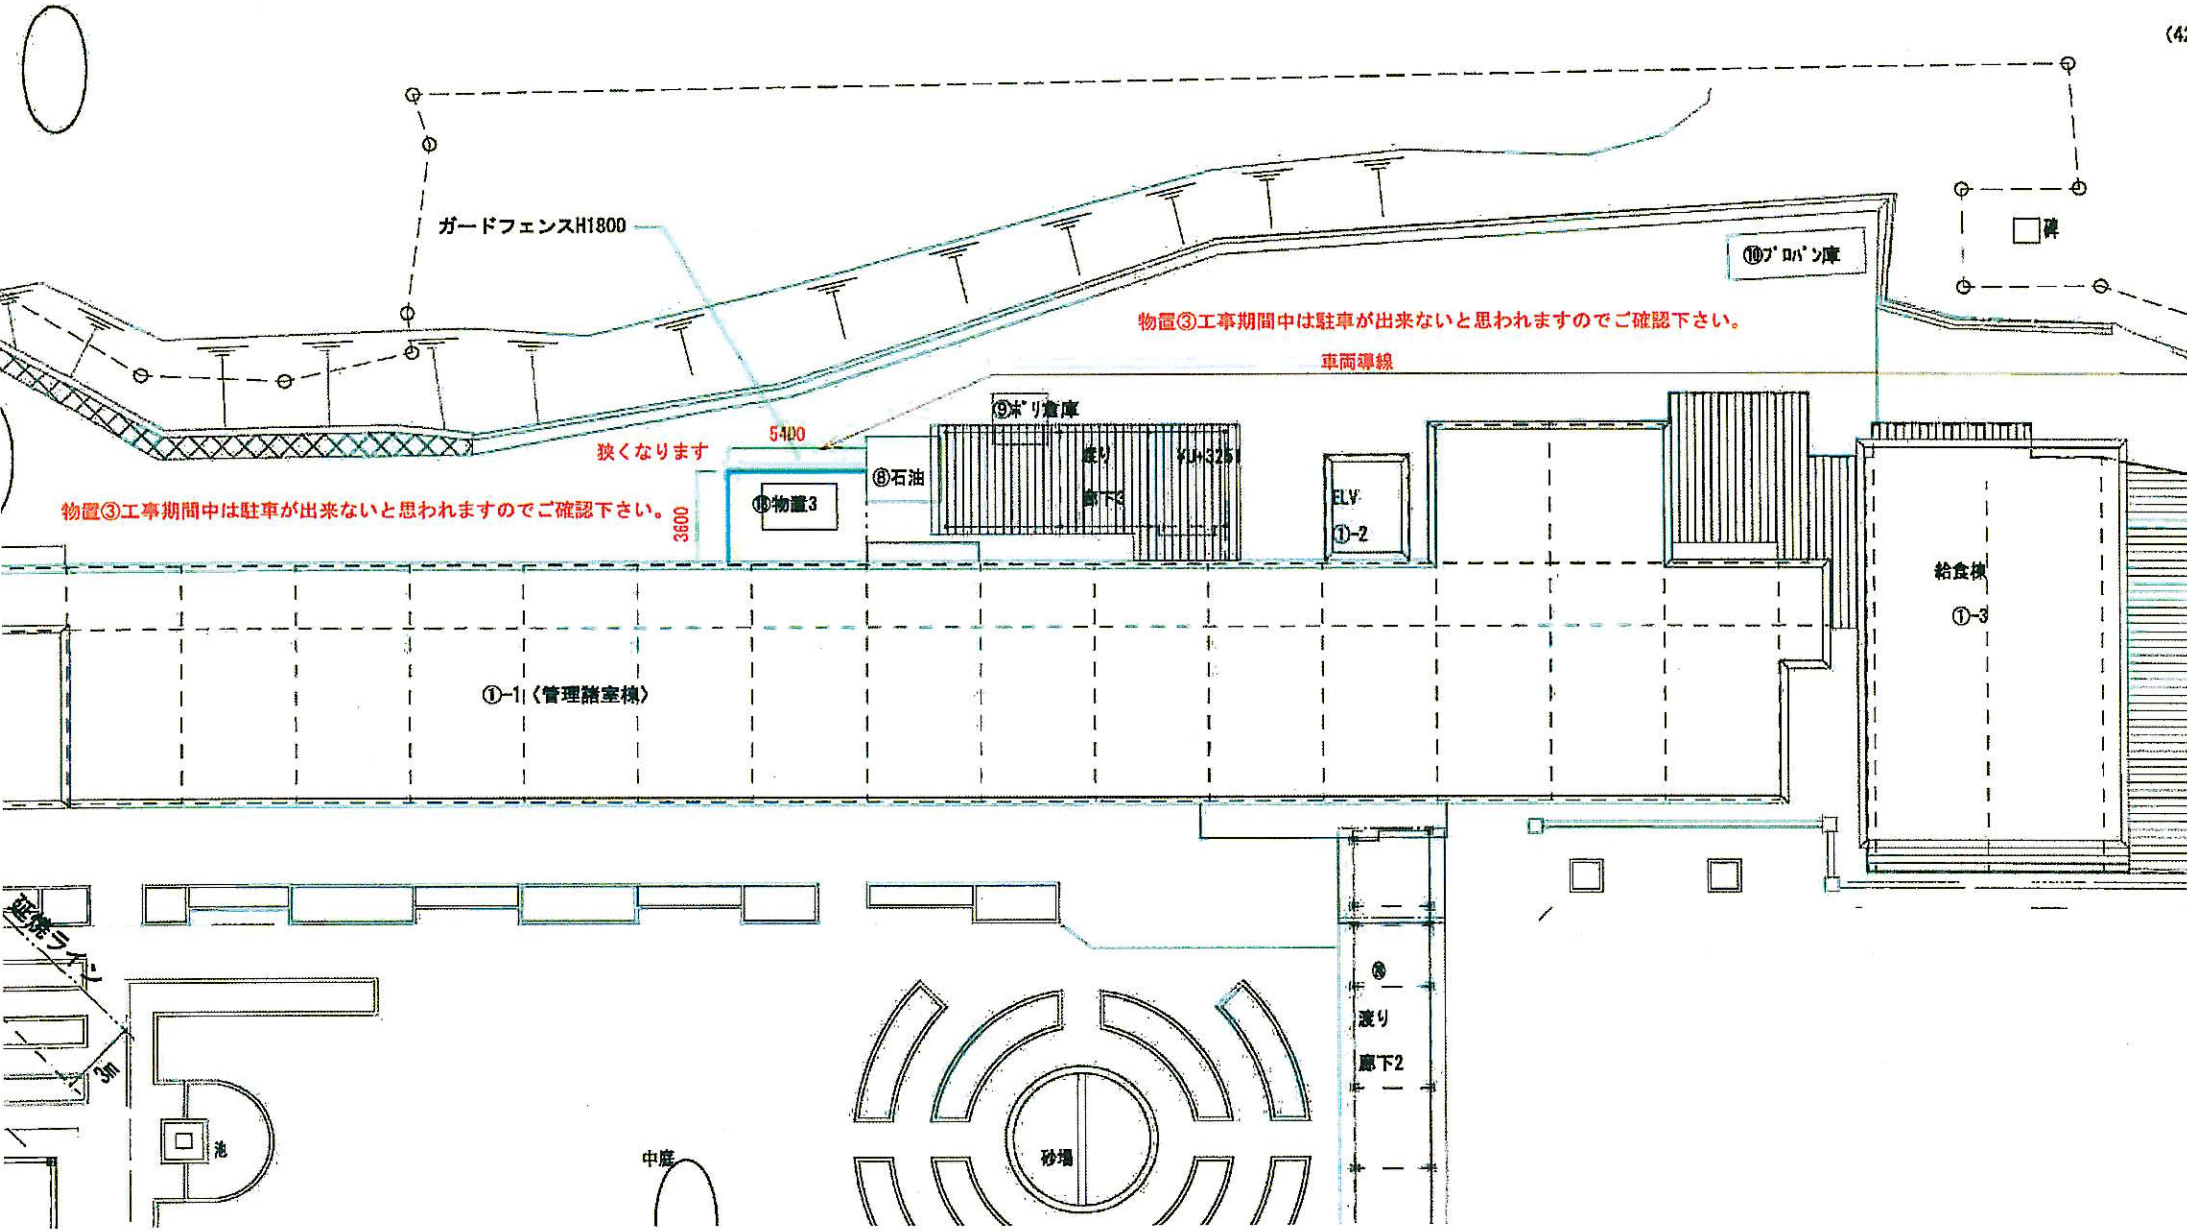 (42
ガードフェンスH1800
碑
⑩プロパン庫
物置③工事期間中は駐車が出来ないと思われますのでご確認下さい。
車両導線
⑨ポリ倉庫
5400
狭くなります
渡り
廊下3
⑧石油
物置3
3600
物置③工事期間中は駐車が出来ないと思われますのでご確認下さい。
ELV
①-2
給食棟
①-3
①-1〈管理諸室棟〉
延焼ライン
3m
渡り
廊下2
池
中庭
砂場